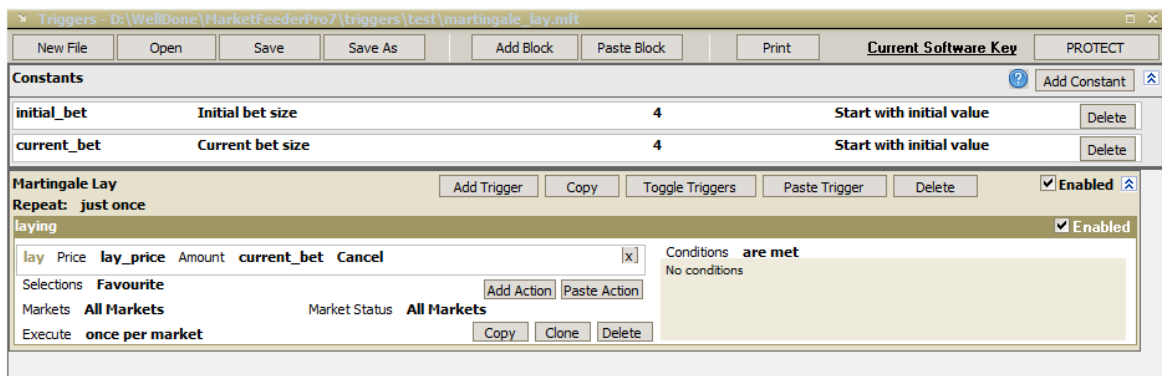 Triggers - D:\WellDone\MarketFeederPro7\triggers\test\martingale_lay.mft
New File Open Save Save As Add Block Paste Block Print Current Software Key PROTECT
Constants ? Add Constant
initial_bet Initial bet size 4 Start with initial value Delete
current_bet Current bet size 4 Start with initial value Delete
Martingale Lay Add Trigger Copy Toggle Triggers Paste Trigger Delete Enabled
Repeat: just once
laying Enabled
lay Price lay_price Amount current_bet Cancel x Conditions are met
No conditions
Selections Favourite Add Action Paste Action
Markets All Markets Market Status All Markets
Execute once per market Copy Clone Delete